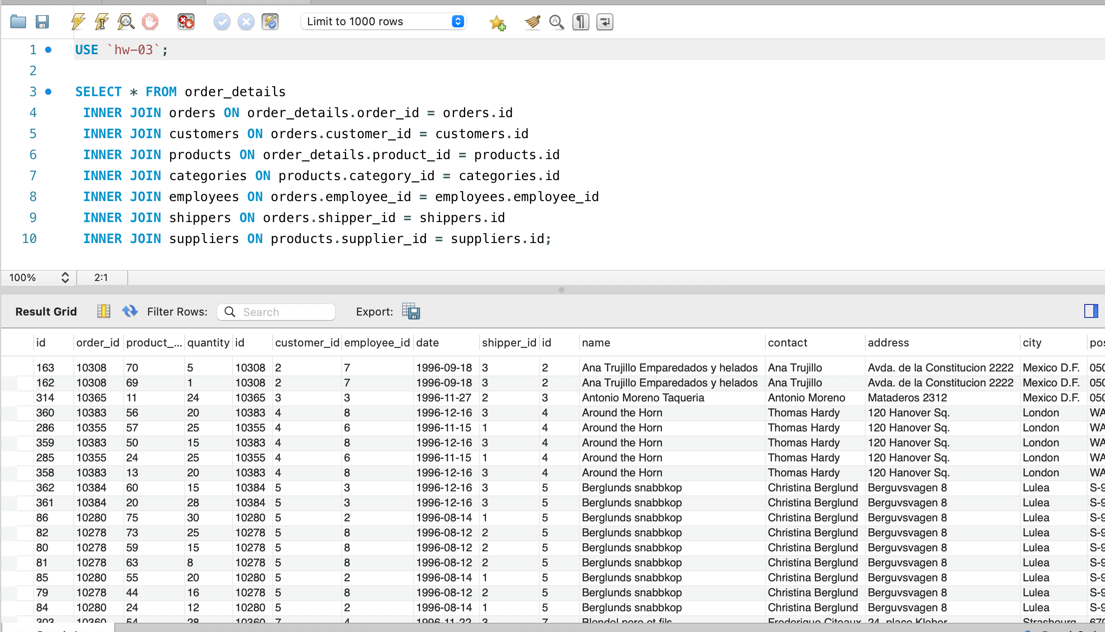 Limit to 1000 rows
1 USE `hw-03`;
2
3 SELECT * FROM order_details
4 INNER JOIN orders ON order_details.order_id = orders.id
5 INNER JOIN customers ON orders.customer_id = customers.id
6 INNER JOIN products ON order_details.product_id = products.id
7 INNER JOIN categories ON products.category_id = categories.id
8 INNER JOIN employees ON orders.employee_id = employees.employee_id
9 INNER JOIN shippers ON orders.shipper_id = shippers.id
10 INNER JOIN suppliers ON products.supplier_id = suppliers.id;
100% 2:1
Result Grid Filter Rows: Search Export:
id order_id product_... quantity id customer_id employee_id date shipper_id id name contact address city pos
163 10308 70 5 10308 2 7 1996-09-18 3 2 Ana Trujillo Emparedados y helados Ana Trujillo Avda. de la Constitucion 2222 Mexico D.F. 050
162 10308 69 1 10308 2 7 1996-09-18 3 2 Ana Trujillo Emparedados y helados Ana Trujillo Avda. de la Constitucion 2222 Mexico D.F. 050
314 10365 11 24 10365 3 3 1996-11-27 2 3 Antonio Moreno Taqueria Antonio Moreno Mataderos 2312 Mexico D.F. 050
360 10383 56 20 10383 4 8 1996-12-16 3 4 Around the Horn Thomas Hardy 120 Hanover Sq. London WA
286 10355 57 25 10355 4 6 1996-11-15 1 4 Around the Horn Thomas Hardy 120 Hanover Sq. London WA
359 10383 50 15 10383 4 8 1996-12-16 3 4 Around the Horn Thomas Hardy 120 Hanover Sq. London WA
285 10355 24 25 10355 4 6 1996-11-15 1 4 Around the Horn Thomas Hardy 120 Hanover Sq. London WA
358 10383 13 20 10383 4 8 1996-12-16 3 4 Around the Horn Thomas Hardy 120 Hanover Sq. London WA
362 10384 60 15 10384 5 3 1996-12-16 3 5 Berglunds snabbkop Christina Berglund Berguvsvagen 8 Lulea S-9
361 10384 20 28 10384 5 3 1996-12-16 3 5 Berglunds snabbkop Christina Berglund Berguvsvagen 8 Lulea S-9
86 10280 75 30 10280 5 2 1996-08-14 1 5 Berglunds snabbkop Christina Berglund Berguvsvagen 8 Lulea S-9
82 10278 73 25 10278 5 8 1996-08-12 2 5 Berglunds snabbkop Christina Berglund Berguvsvagen 8 Lulea S-9
80 10278 59 15 10278 5 8 1996-08-12 2 5 Berglunds snabbkop Christina Berglund Berguvsvagen 8 Lulea S-9
81 10278 63 8 10278 5 8 1996-08-12 2 5 Berglunds snabbkop Christina Berglund Berguvsvagen 8 Lulea S-9
85 10280 55 20 10280 5 2 1996-08-14 1 5 Berglunds snabbkop Christina Berglund Berguvsvagen 8 Lulea S-9
79 10278 44 16 10278 5 8 1996-08-12 2 5 Berglunds snabbkop Christina Berglund Berguvsvagen 8 Lulea S-9
84 10280 24 12 10280 5 2 1996-08-14 1 5 Berglunds snabbkop Christina Berglund Berguvsvagen 8 Lulea S-9
303 10360 54 28 10360 7 4 1996-11-22 3 7 Blondel pere et fils Frederique Citeaux 24, place Kleber Strasbourg 670